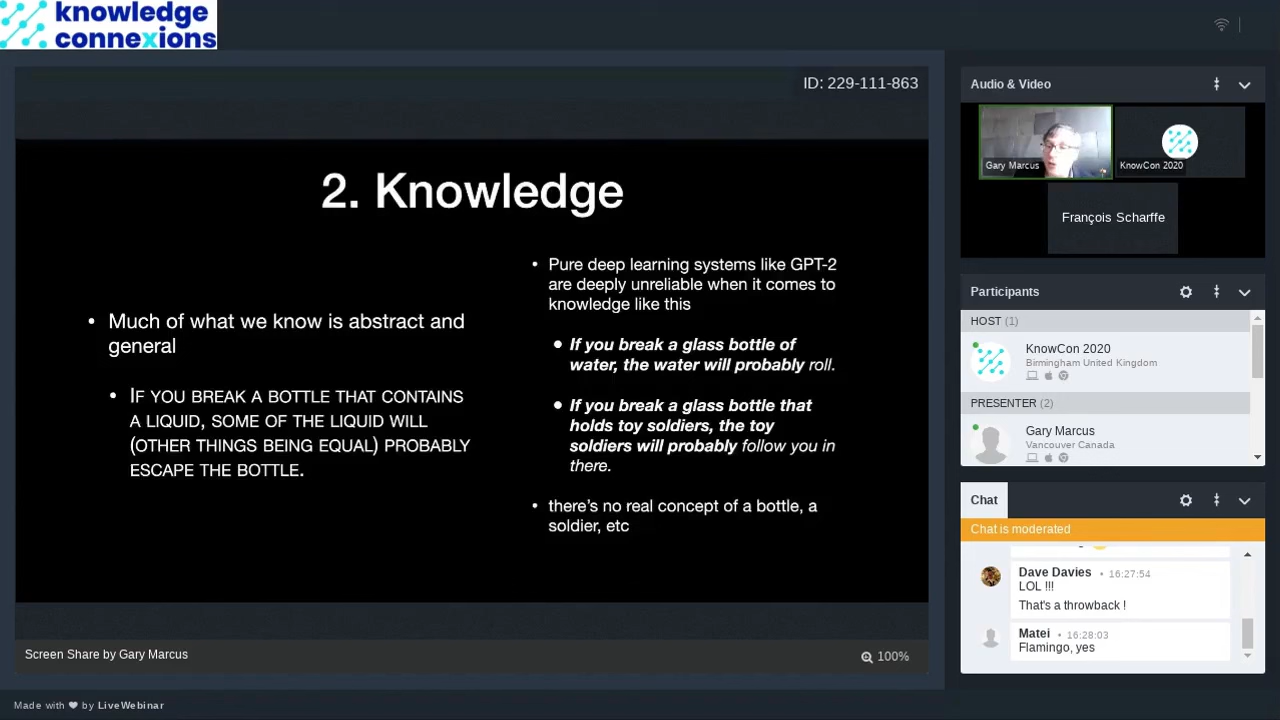 knowledge
connexions
ID: 229-111-863
2. Knowledge
• Much of what we know is abstract and
general
• IF YOU BREAK A BOTTLE THAT CONTAINS
A LIQUID, SOME OF THE LIQUID WILL
(OTHER THINGS BEING EQUAL) PROBABLY
ESCAPE THE BOTTLE.
• Pure deep learning systems like GPT-2
are deeply unreliable when it comes to
knowledge like this
• If you break a glass bottle of
water, the water will probably roll.
• If you break a glass bottle that
holds toy soldiers, the toy
soldiers will probably follow you in
there.
• there's no real concept of a bottle, a
soldier, etc
Screen Share by Gary Marcus
100%
Audio & Video
Gary Marcus
KnowCon 2020
François Scharffe
Participants
HOST (1)
KnowCon 2020
Birmingham United Kingdom
PRESENTER (2)
Gary Marcus
Vancouver Canada
Chat
Chat is moderated
Dave Davies • 16:27:54
LOL !!!
That's a throwback !
Matei • 16:28:03
Flamingo, yes
Made with ❤ by LiveWebinar